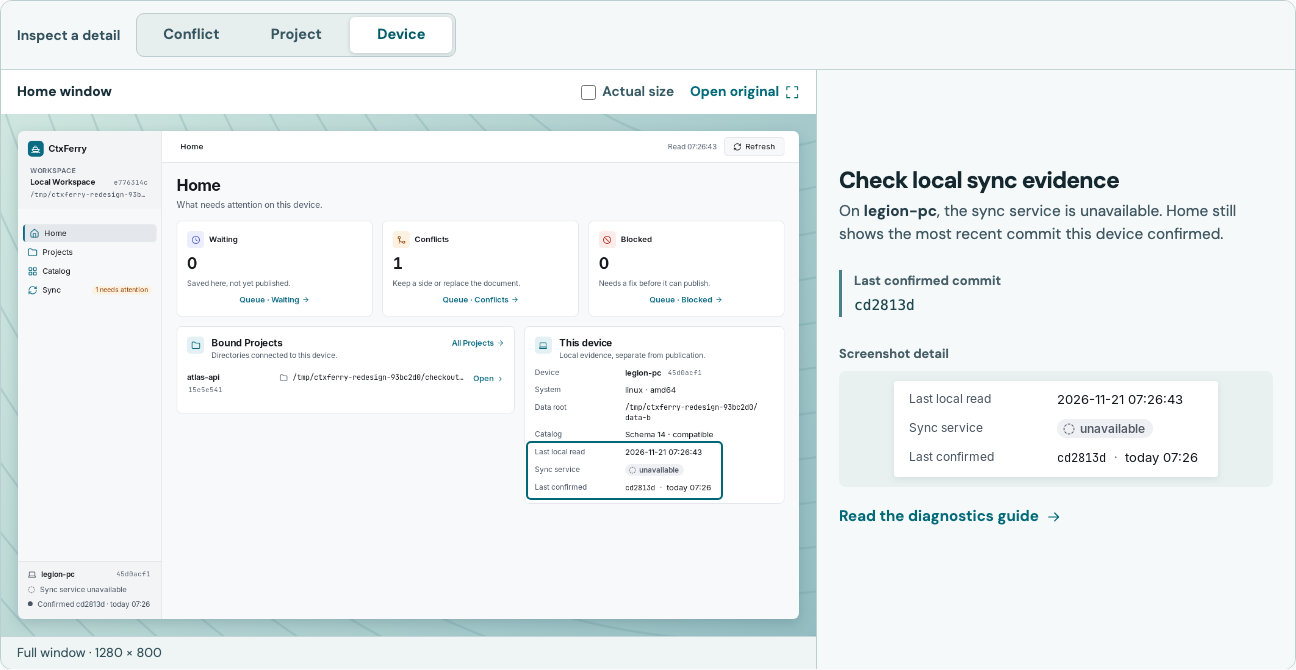 Inspect a detail
Conflict
Project
Device
Home window
Actual size
Open original
CtxFerry
WORKSPACE
Local Workspace e776314c
/tmp/ctxferry-redesign-93b…
Home
Projects
Catalog
Sync 1 needs attention
legion-pc 45d0acf1
Sync service unavailable
Confirmed cd2813d · today 07:26
Home
Read 07:26:43
Refresh
Home
What needs attention on this device.
Waiting
0
Saved here, not yet published.
Queue · Waiting →
Conflicts
1
Keep a side or replace the document.
Queue · Conflicts →
Blocked
0
Needs a fix before it can publish.
Queue · Blocked →
Bound Projects
All Projects →
Directories connected to this device.
atlas-api
/tmp/ctxferry-redesign-93bc2d0/checkout…
Open ›
15e5e541
This device
Local evidence, separate from publication.
Device legion-pc 45d0acf1
System linux · amd64
Data root /tmp/ctxferry-redesign-93bc2d0/
data-b
Catalog Schema 14 · compatible
Last local read 2026-11-21 07:26:43
Sync service unavailable
Last confirmed cd2813d · today 07:26
Full window · 1280 × 800
Check local sync evidence
On legion-pc, the sync service is unavailable. Home still
shows the most recent commit this device confirmed.
Last confirmed commit
cd2813d
Screenshot detail
Last local read 2026-11-21 07:26:43
Sync service unavailable
Last confirmed cd2813d · today 07:26
Read the diagnostics guide →